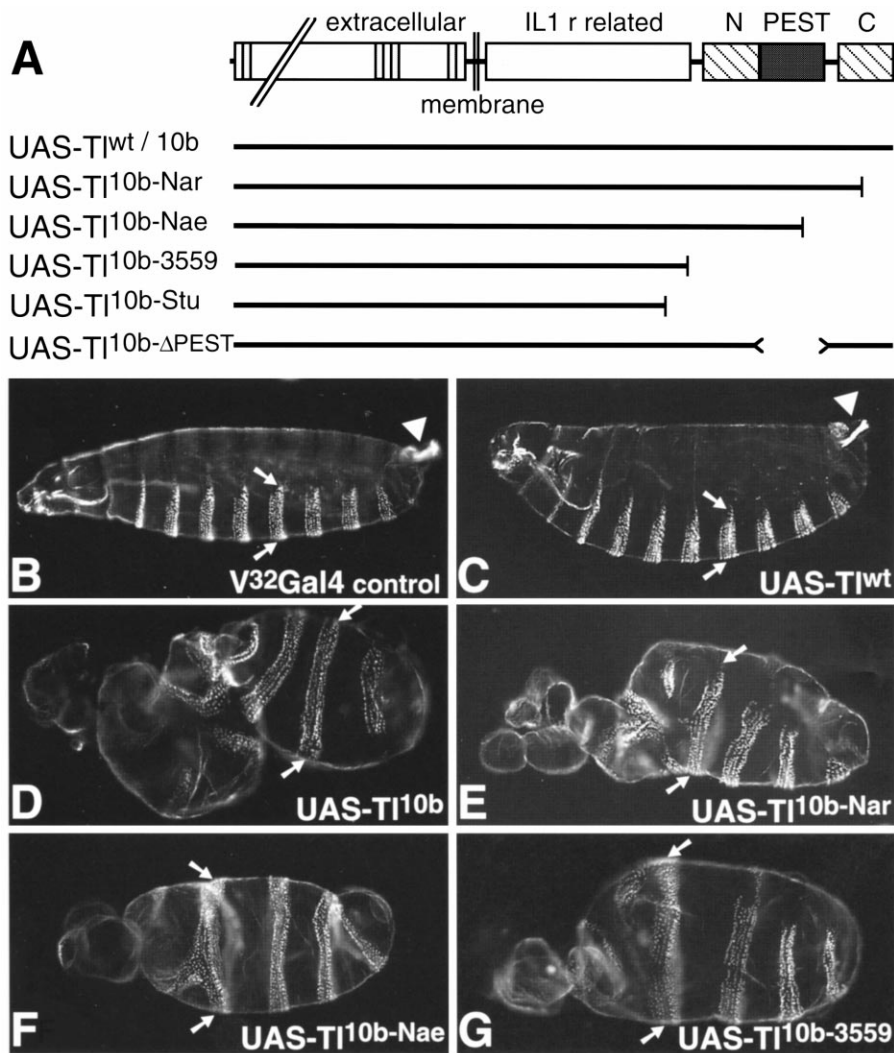 extracellular IL1 r related N PEST C
A
membrane
UAS-Tl^wt / 10b
UAS-Tl^10b-Nar
UAS-Tl^10b-Nae
UAS-Tl^10b-3559
UAS-Tl^10b-Stu
UAS-Tl^10b-ΔPEST
B V^32Gal4 control
C UAS-Tl^wt
D UAS-Tl^10b
E UAS-Tl^10b-Nar
F UAS-Tl^10b-Nae
G UAS-Tl^10b-3559